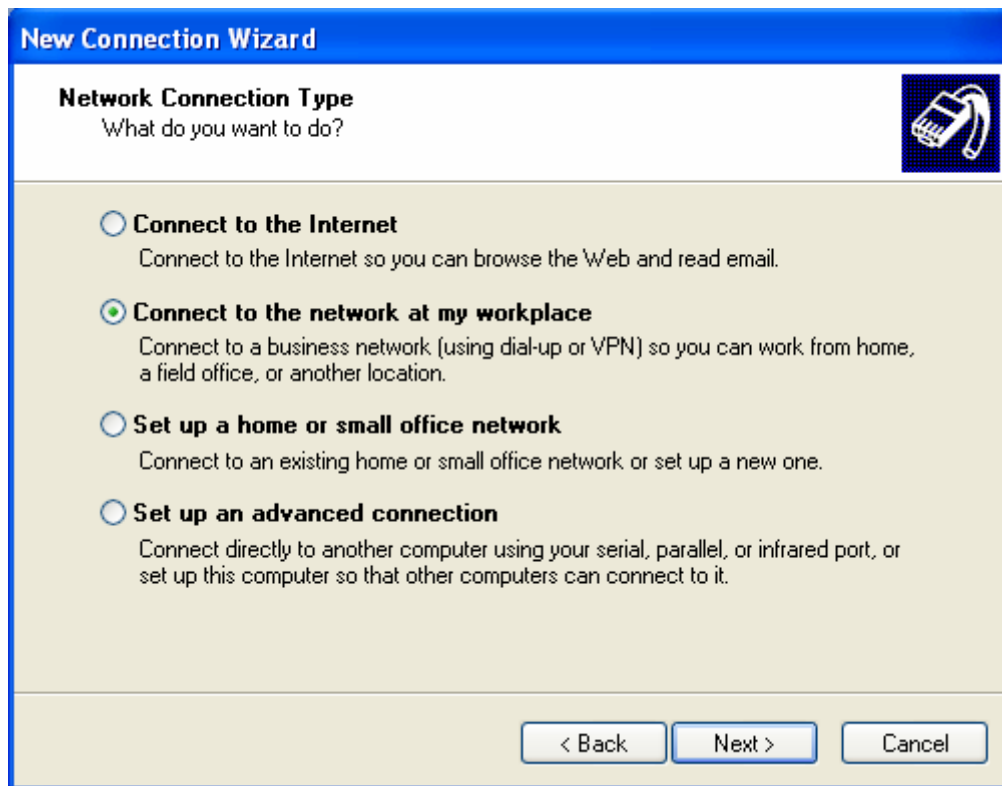 New Connection Wizard
Network Connection Type
What do you want to do?
Connect to the Internet
Connect to the Internet so you can browse the Web and read email.
Connect to the network at my workplace
Connect to a business network (using dial-up or VPN) so you can work from home,
a field office, or another location.
Set up a home or small office network
Connect to an existing home or small office network or set up a new one.
Set up an advanced connection
Connect directly to another computer using your serial, parallel, or infrared port, or
set up this computer so that other computers can connect to it.
< Back Next > Cancel